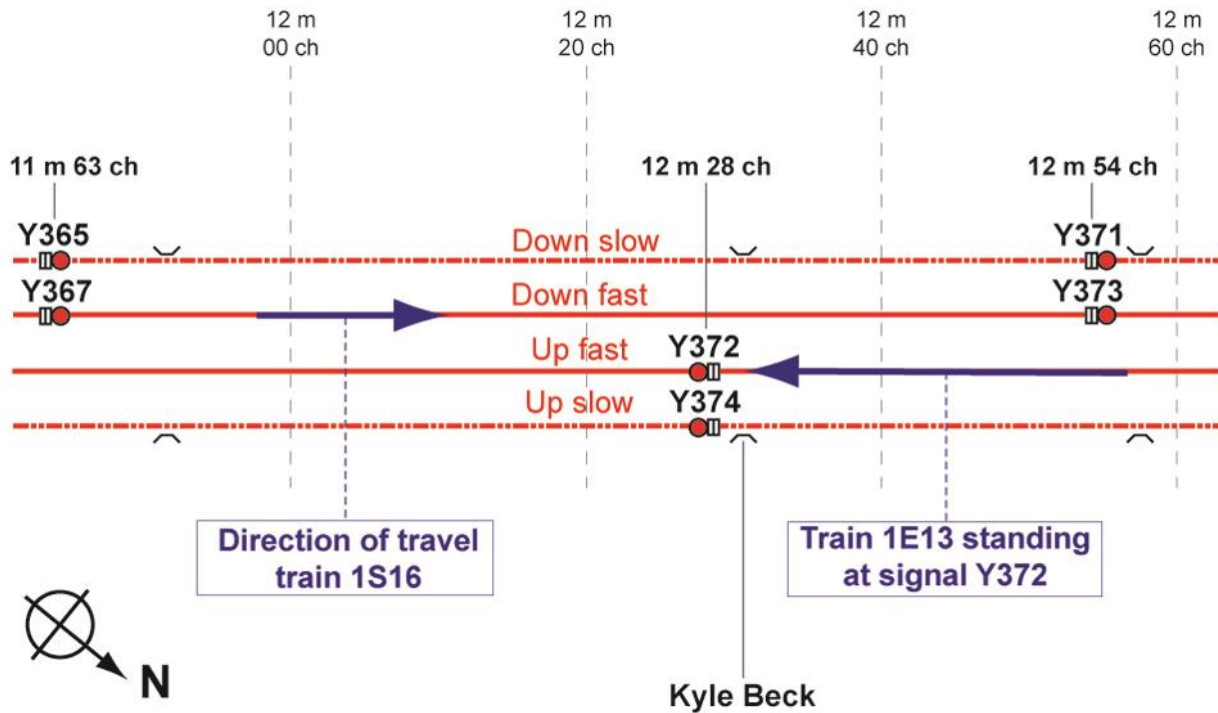 12 m
00 ch
12 m
20 ch
12 m
40 ch
12 m
60 ch
11 m 63 ch
12 m 28 ch
12 m 54 ch
Y365
Down slow
Y371
Y367
Down fast
Y373
Up fast
Y372
Up slow
Y374
Direction of travel
train 1S16
Train 1E13 standing
at signal Y372
N
Kyle Beck